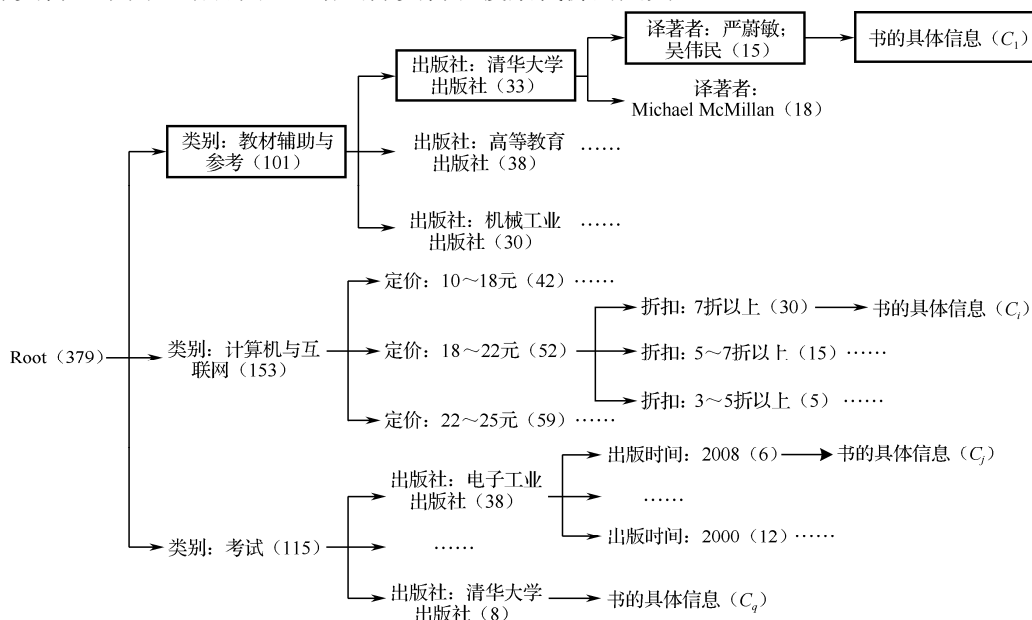 译著者：严蔚敏；
吴伟民（15）
书的具体信息（C1）
出版社：清华大学
出版社（33）
译著者：
Michael McMillan（18）
类别：教材辅助与
参考（101）
出版社：高等教育
出版社（38）
……
出版社：机械工业
出版社（30）
……
定价：10～18元（42）……
折扣：7折以上（30）
书的具体信息（Ci）
Root（379）
类别：计算机与互
联网（153）
定价：18～22元（52）
折扣：5～7折以上（15）……
折扣：3～5折以上（5）……
定价：22～25元（59）……
出版时间：2008（6）
书的具体信息（Cj）
出版社：电子工业
出版社（38）
……
出版时间：2000（12）……
类别：考试（115）
……
出版社：清华大学
出版社（8）
书的具体信息（Cq）